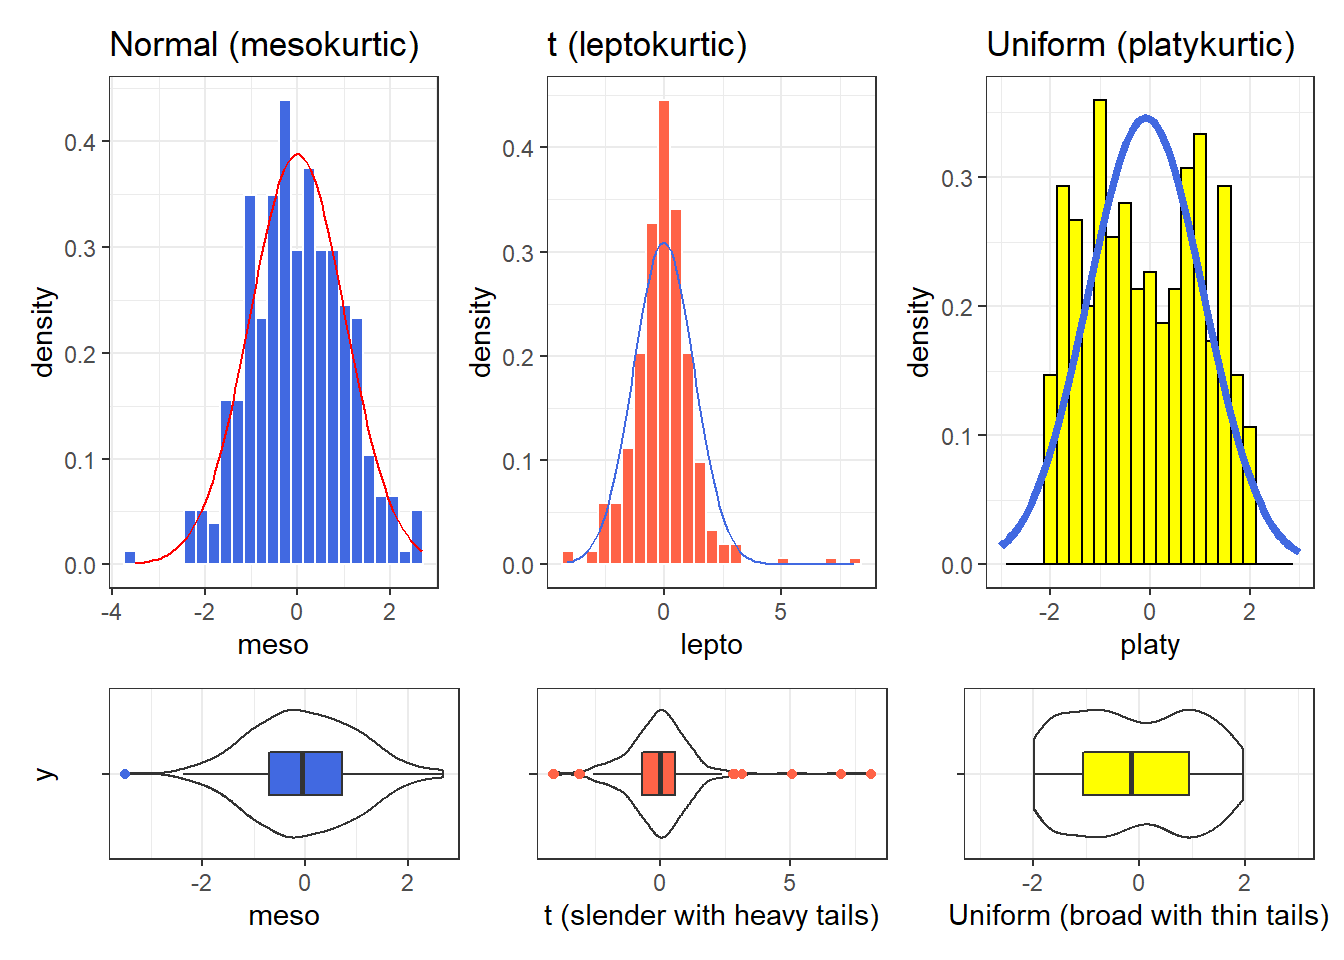 Normal (mesokurtic)
t (leptokurtic)
Uniform (platykurtic)
density
0.4
0.3
0.2
0.1
0.0
-4
-2
0
2
meso
density
0.4
0.3
0.2
0.1
0.0
0
5
lepto
density
0.3
0.2
0.1
0.0
-2
0
2
platy
y
-2
0
2
meso
0
5
t (slender with heavy tails)
-2
0
2
Uniform (broad with thin tails)